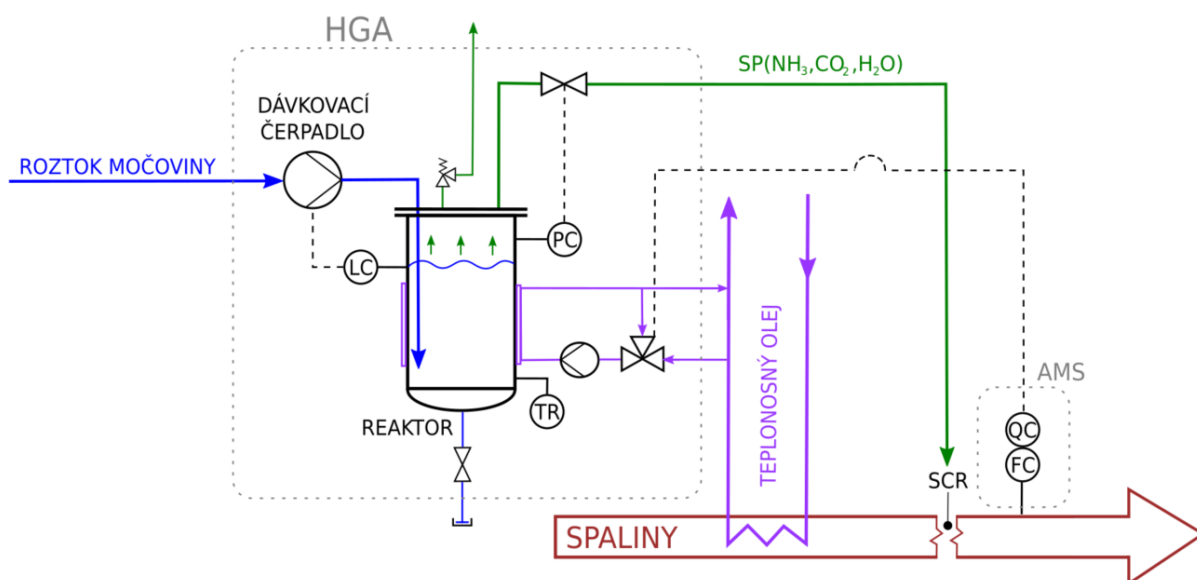 HGA
SP(NH₃,CO₂,H₂O)
DÁVKOVACÍ
ČERPADLO
ROZTOK MOČOVINY
PC
LC
TEPLONOSNÝ OLEJ
AMS
TR
REAKTOR
QC
FC
SCR
SPALINY